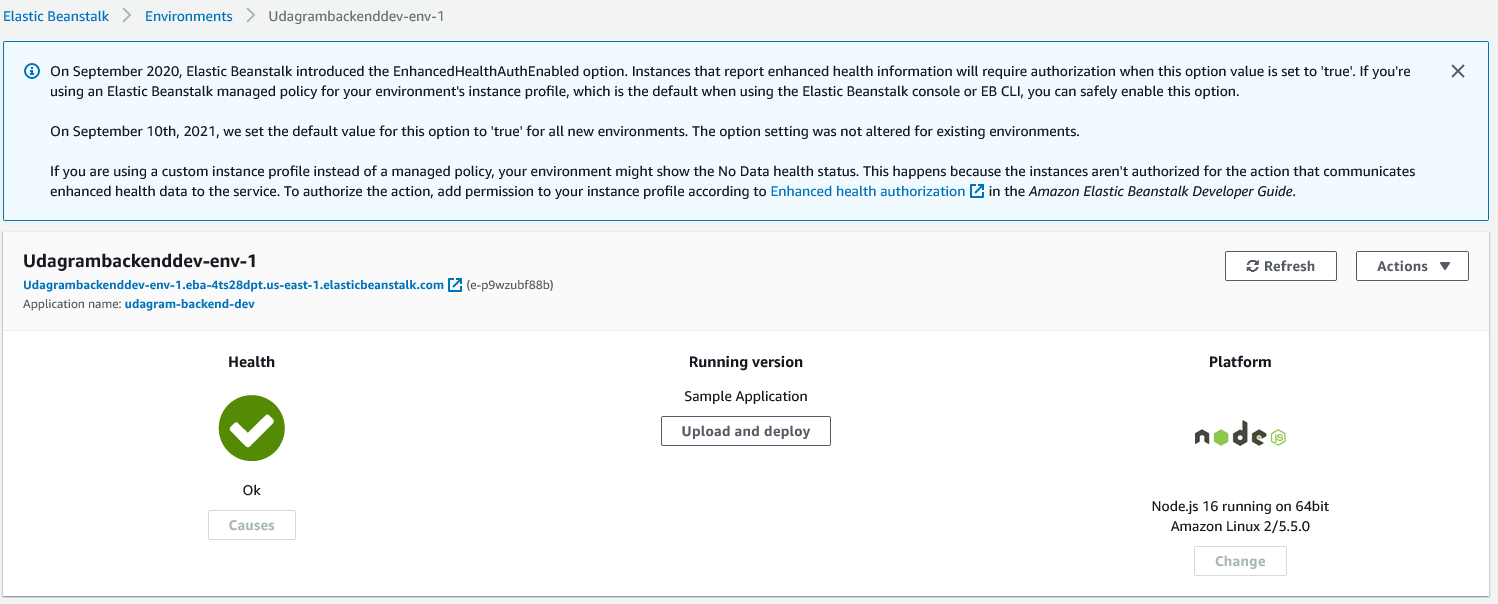 Elastic Beanstalk > Environments > Udagrambackenddev-env-1
On September 2020, Elastic Beanstalk introduced the EnhancedHealthAuthEnabled option. Instances that report enhanced health information will require authorization when this option value is set to 'true'. If you're
using an Elastic Beanstalk managed policy for your environment's instance profile, which is the default when using the Elastic Beanstalk console or EB CLI, you can safely enable this option.
On September 10th, 2021, we set the default value for this option to 'true' for all new environments. The option setting was not altered for existing environments.
If you are using a custom instance profile instead of a managed policy, your environment might show the No Data health status. This happens because the instances aren't authorized for the action that communicates
enhanced health data to the service. To authorize the action, add permission to your instance profile according to Enhanced health authorization in the Amazon Elastic Beanstalk Developer Guide.
Udagrambackenddev-env-1
Refresh
Actions
Udagrambackenddev-env-1.eba-4ts28dpt.us-east-1.elasticbeanstalk.com (e-p9wzubf88b)
Application name: udagram-backend-dev
Health
Ok
Causes
Running version
Sample Application
Upload and deploy
Platform
node JS
Node.js 16 running on 64bit
Amazon Linux 2/5.5.0
Change